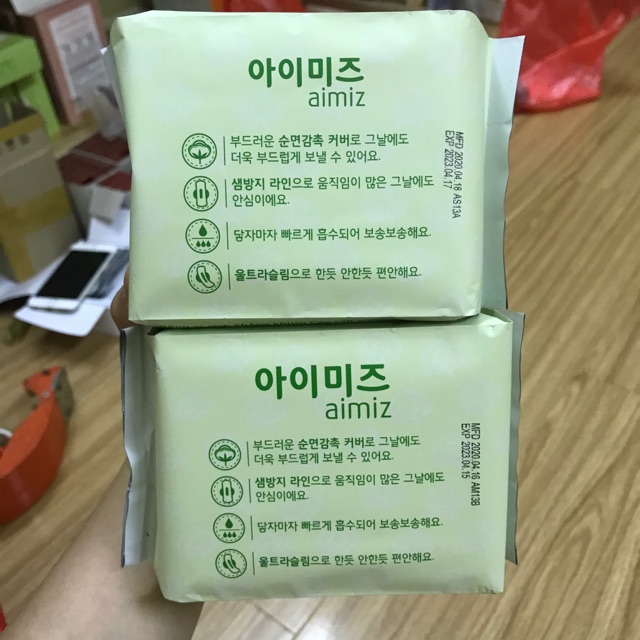 아이미즈
aimiz
부드러운 순면감촉 커버로 그날에도
더욱 부드럽게 보낼 수 있어요.
샘방지 라인으로 움직임이 많은 그날에도
안심이에요.
닿자마자 빠르게 흡수되어 보송보송해요.
울트라슬림으로 한듯 안한듯 편안해요.
MFD 2020.04.18 AS13A
EXP 2023.04.17
아이미즈
aimiz
부드러운 순면감촉 커버로 그날에도
더욱 부드럽게 보낼 수 있어요.
샘방지 라인으로 움직임이 많은 그날에도
안심이에요.
닿자마자 빠르게 흡수되어 보송보송해요.
울트라슬림으로 한듯 안한듯 편안해요.
MFD 2020.04.16 AM13B
EXP 2023.04.15